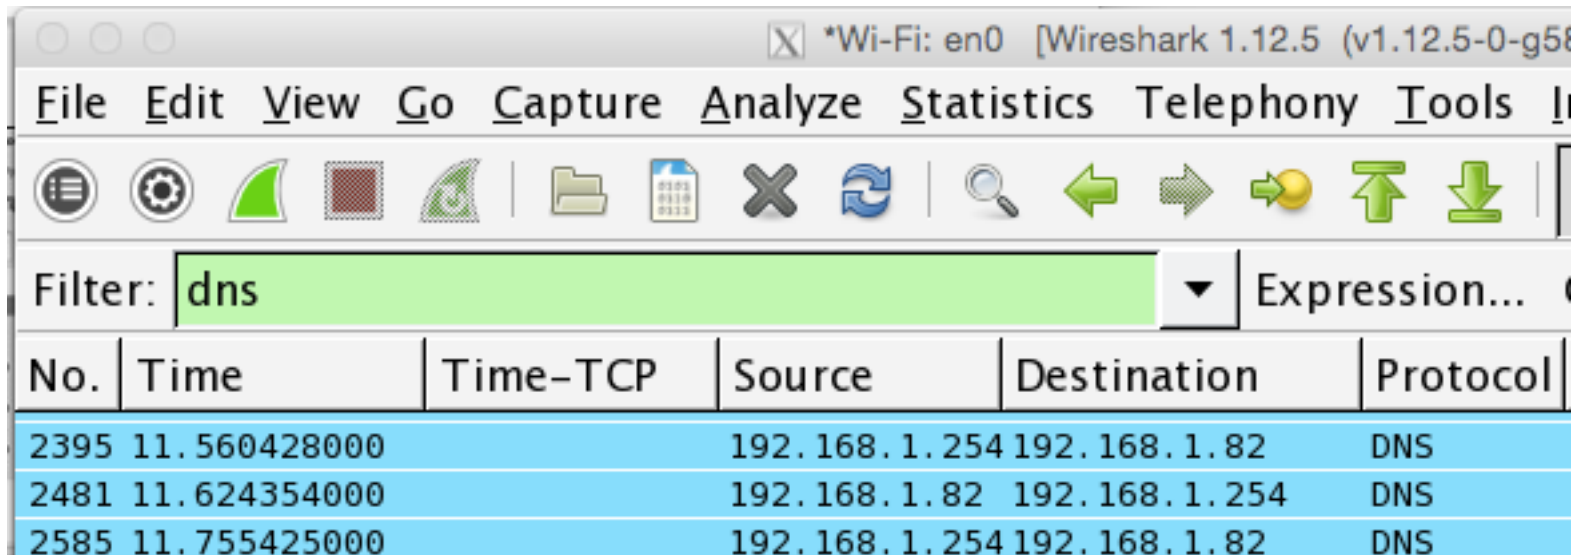 *Wi-Fi: en0 [Wireshark 1.12.5 (v1.12.5-0-g58
File Edit View Go Capture Analyze Statistics Telephony Tools
Filter: dns Expression...
No. Time Time-TCP Source Destination Protocol
2395 11.560428000 192.168.1.254 192.168.1.82 DNS
2481 11.624354000 192.168.1.82 192.168.1.254 DNS
2585 11.755425000 192.168.1.254 192.168.1.82 DNS